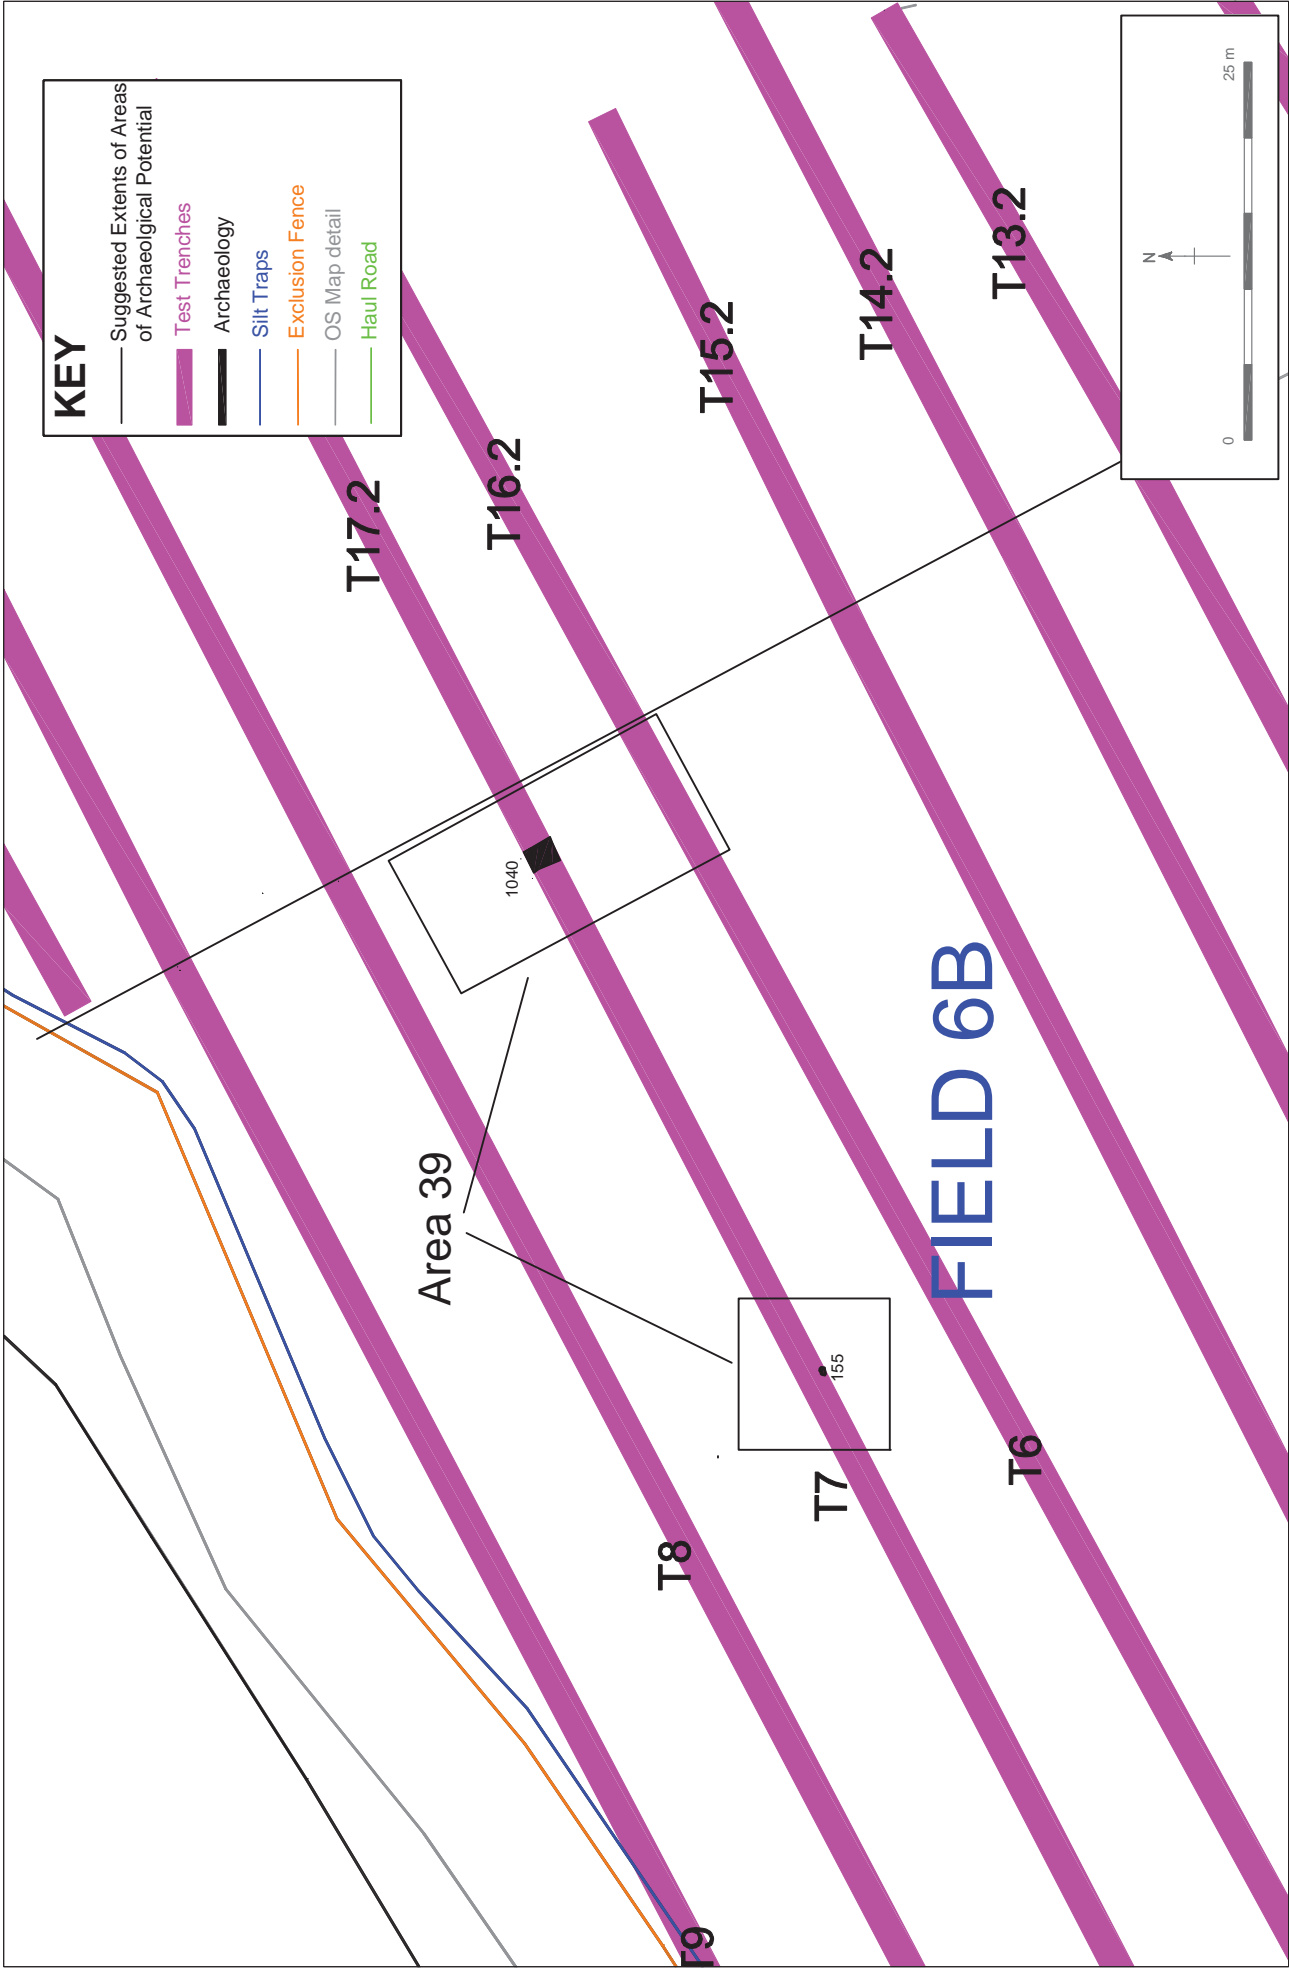 KEY
Suggested Extents of Areas
of Archaeolgical Potential
Test Trenches
Archaeology
Silt Traps
Exclusion Fence
OS Map detail
Haul Road
T17.2
T16.2
T15.2
T14.2
T13.2
N
0
25 m
1040
Area 39
155
FIELD 6B
T6
T7
T8